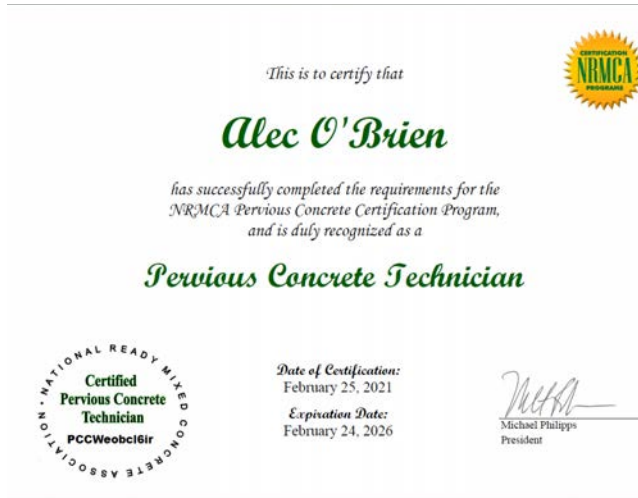 CERTIFICATION
NRMCA
PROGRAMS
This is to certify that
Alec O'Brien
has successfully completed the requirements for the
NRMCA Pervious Concrete Certification Program,
and is duly recognized as a
Pervious Concrete Technician
NATIONAL READY MIXED CONCRETE ASSOCIATION
Certified
Pervious Concrete
Technician
PCCWeobcl6ir
Date of Certification:
February 25, 2021
Expiration Date:
February 24, 2026
Michael Philipps
President